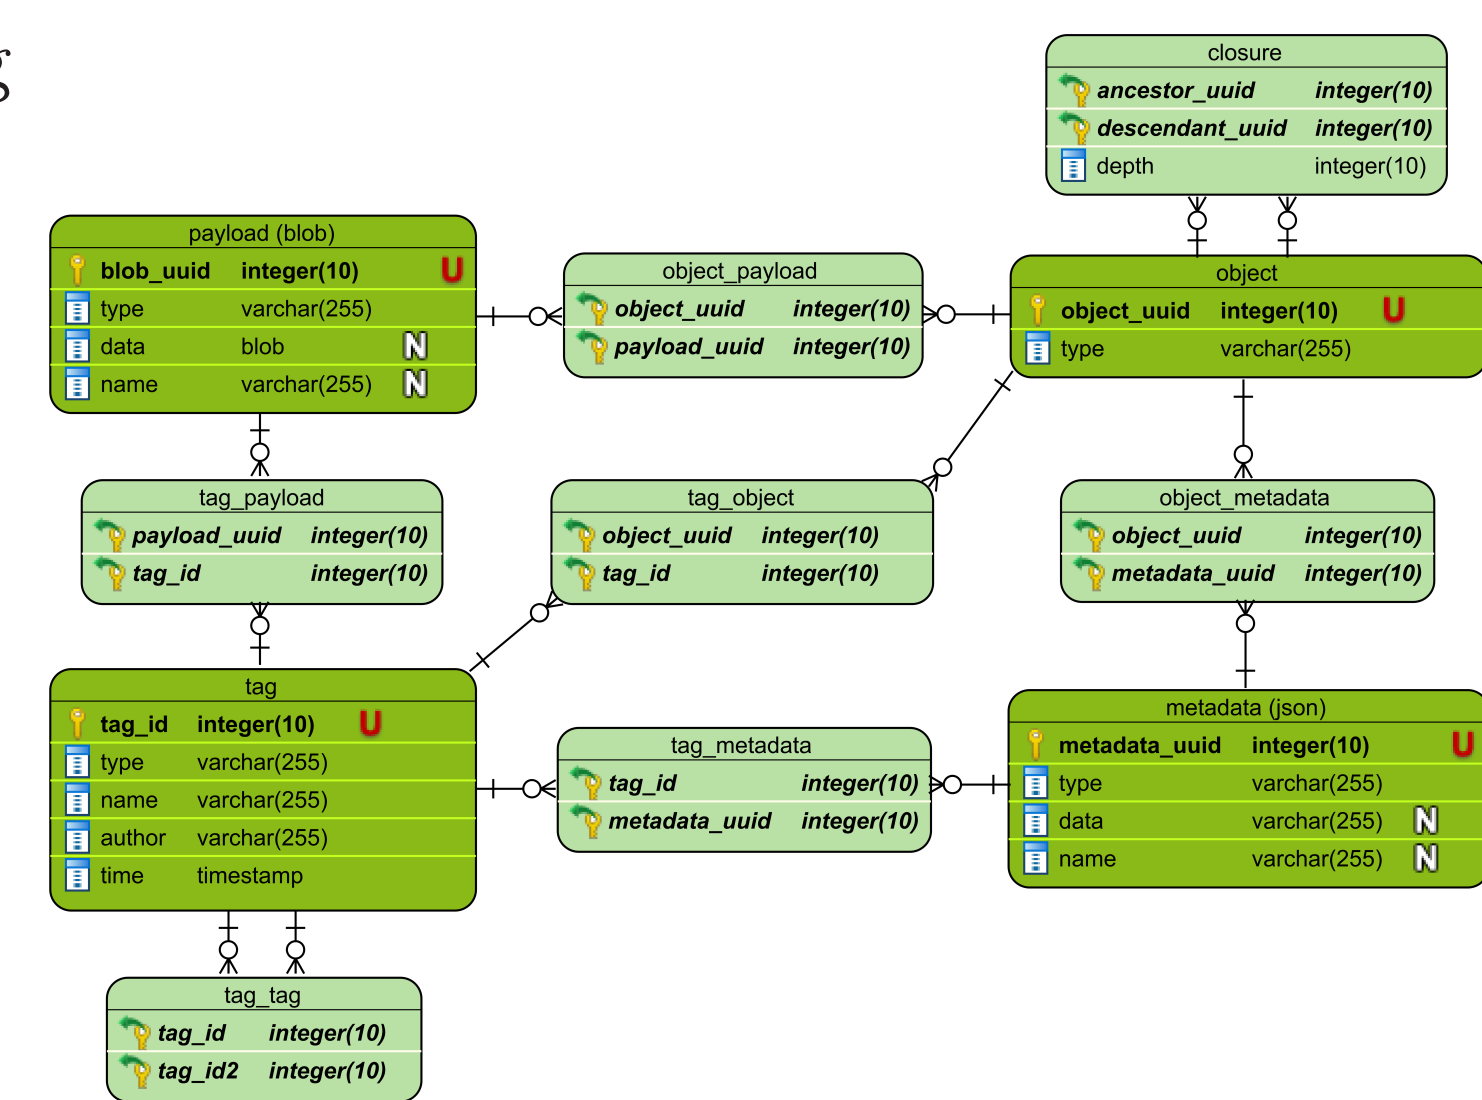 g
closure
ancestor_uuid integer(10)
descendant_uuid integer(10)
depth integer(10)
payload (blob)
blob_uuid integer(10) U
type varchar(255)
data blob N
name varchar(255) N
object_payload
object_uuid integer(10)
payload_uuid integer(10)
object
object_uuid integer(10) U
type varchar(255)
tag_payload
payload_uuid integer(10)
tag_id integer(10)
tag_object
object_uuid integer(10)
tag_id integer(10)
object_metadata
object_uuid integer(10)
metadata_uuid integer(10)
tag
tag_id integer(10) U
type varchar(255)
name varchar(255)
author varchar(255)
time timestamp
tag_metadata
tag_id integer(10)
metadata_uuid integer(10)
metadata (json)
metadata_uuid integer(10) U
type varchar(255)
data varchar(255) N
name varchar(255) N
tag_tag
tag_id integer(10)
tag_id2 integer(10)